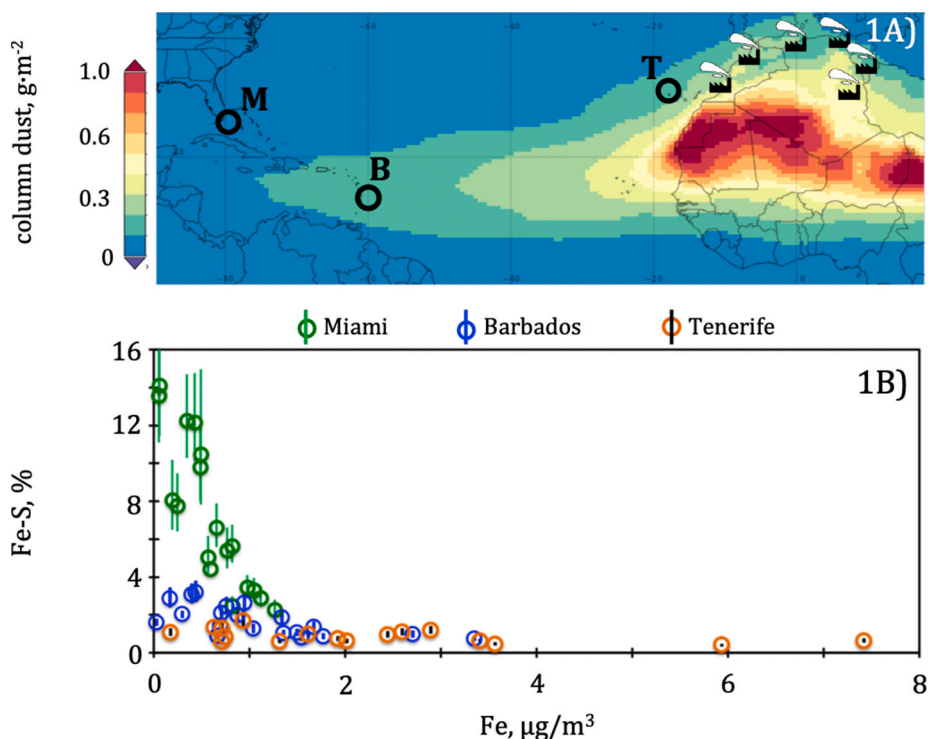 1A)
column dust, g·m⁻²
1.0
0.6
0.3
0
M
B
T
Miami
Barbados
Tenerife
1B)
Fe-S, %
16
12
8
4
0
0
2
4
6
8
Fe, µg/m³